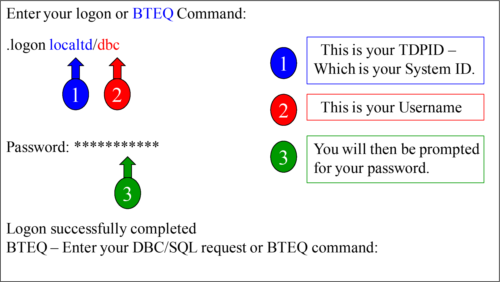 Enter your logon or BTEQ Command:
.logon localtd/dbc
1
2
Password: ***********
3
Logon successfully completed
BTEQ – Enter your DBC/SQL request or BTEQ command:
1
This is your TDPID –
Which is your System ID.
2
This is your Username
3
You will then be prompted
for your password.